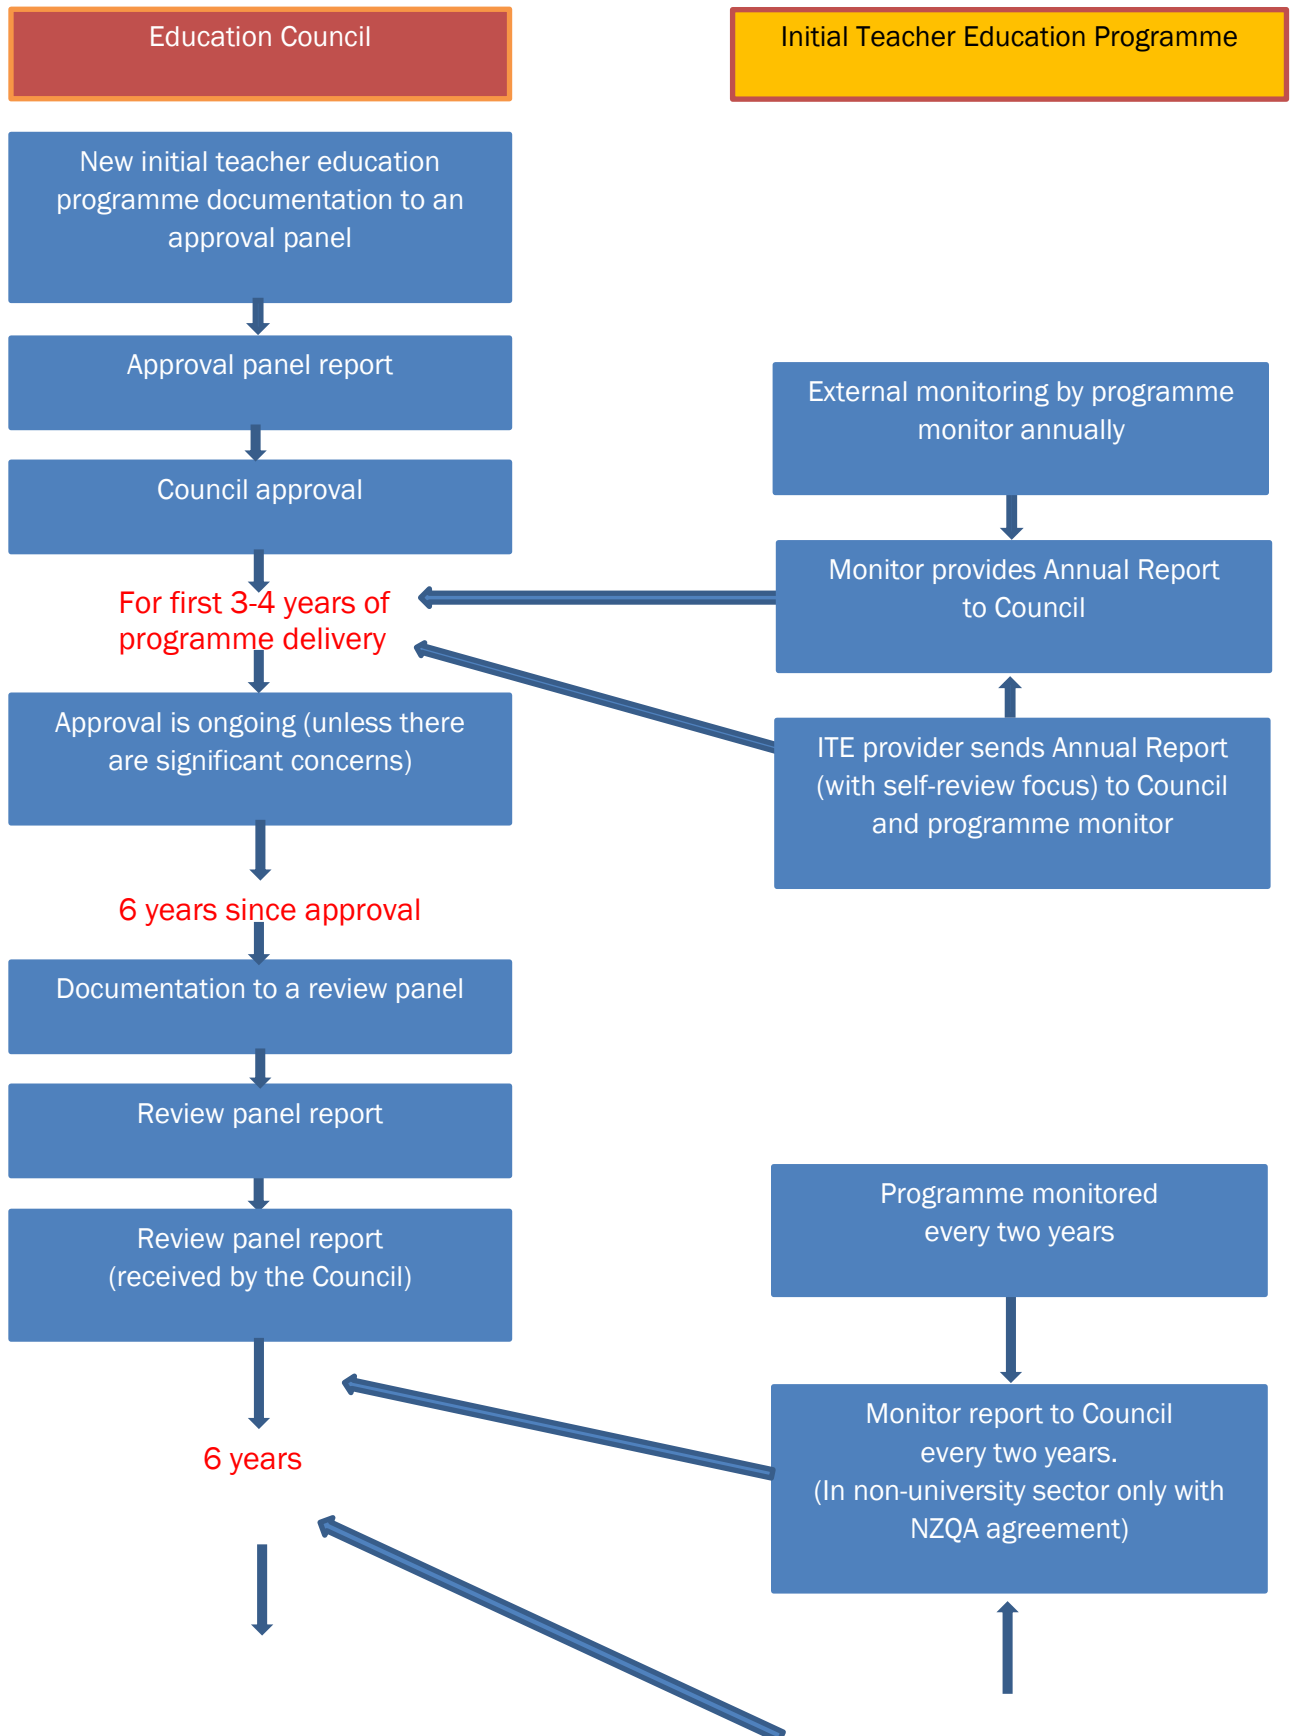 Education Council
Initial Teacher Education Programme
New initial teacher education
programme documentation to an
approval panel
Approval panel report
Council approval
For first 3-4 years of
programme delivery
Approval is ongoing (unless there
are significant concerns)
6 years since approval
Documentation to a review panel
Review panel report
Review panel report
(received by the Council)
6 years
External monitoring by programme
monitor annually
Monitor provides Annual Report
to Council
ITE provider sends Annual Report
(with self-review focus) to Council
and programme monitor
Programme monitored
every two years
Monitor report to Council
every two years.
(In non-university sector only with
NZQA agreement)